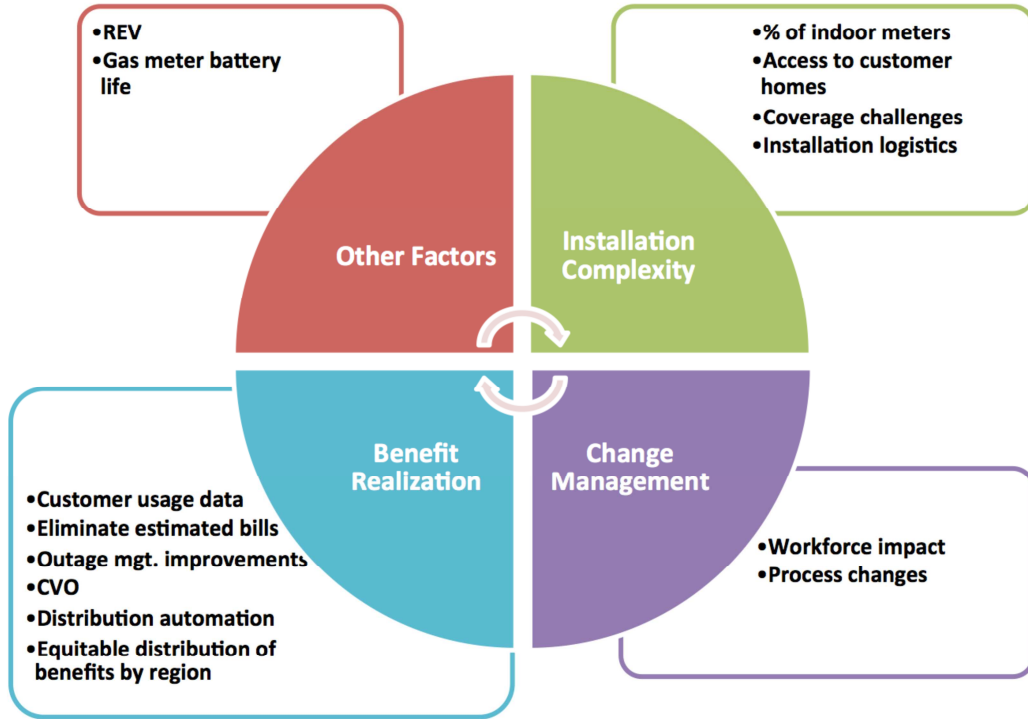 •REV
•Gas meter battery
life
•% of indoor meters
•Access to customer
homes
•Coverage challenges
•Installation logistics
Other Factors
Installation
Complexity
Benefit
Realization
Change
Management
•Customer usage data
•Eliminate estimated bills
•Outage mgt. improvements
•CVO
•Distribution automation
•Equitable distribution of
benefits by region
•Workforce impact
•Process changes